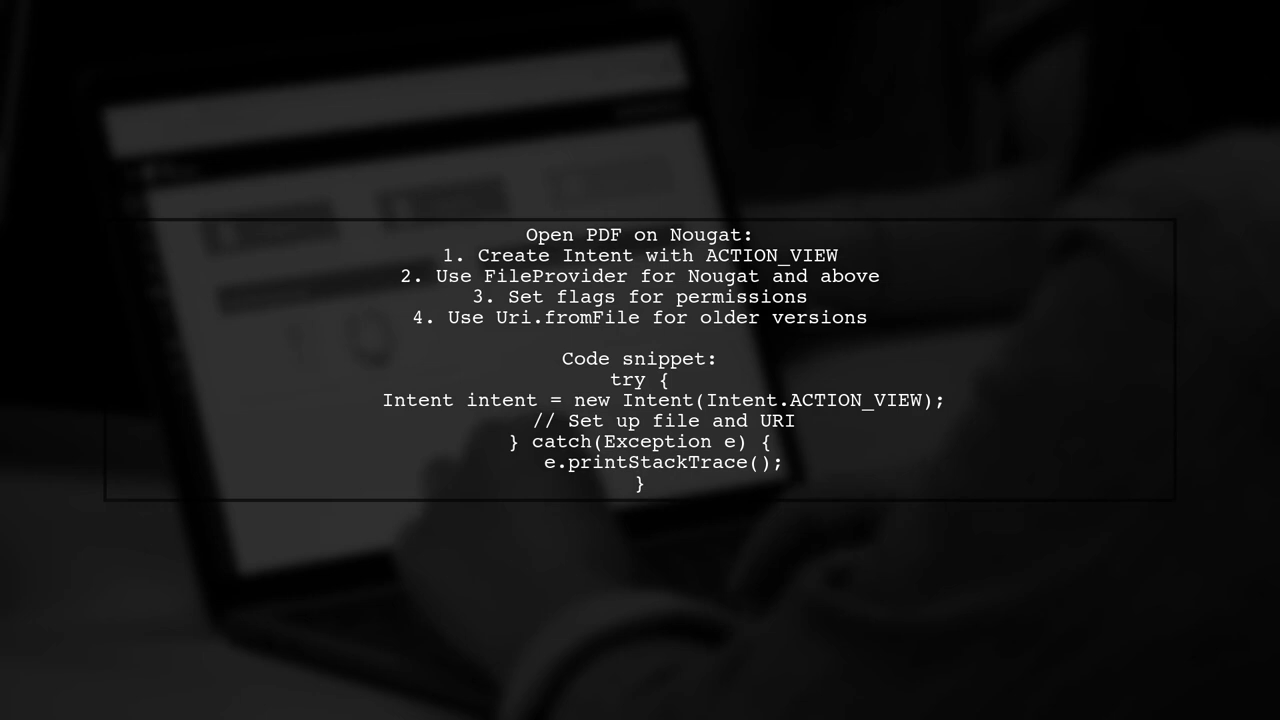 Open PDF on Nougat:
1. Create Intent with ACTION_VIEW
2. Use FileProvider for Nougat and above
3. Set flags for permissions
4. Use Uri.fromFile for older versions
Code snippet:
try {
Intent intent = new Intent(Intent.ACTION_VIEW);
// Set up file and URI
} catch(Exception e) {
e.printStackTrace();
}